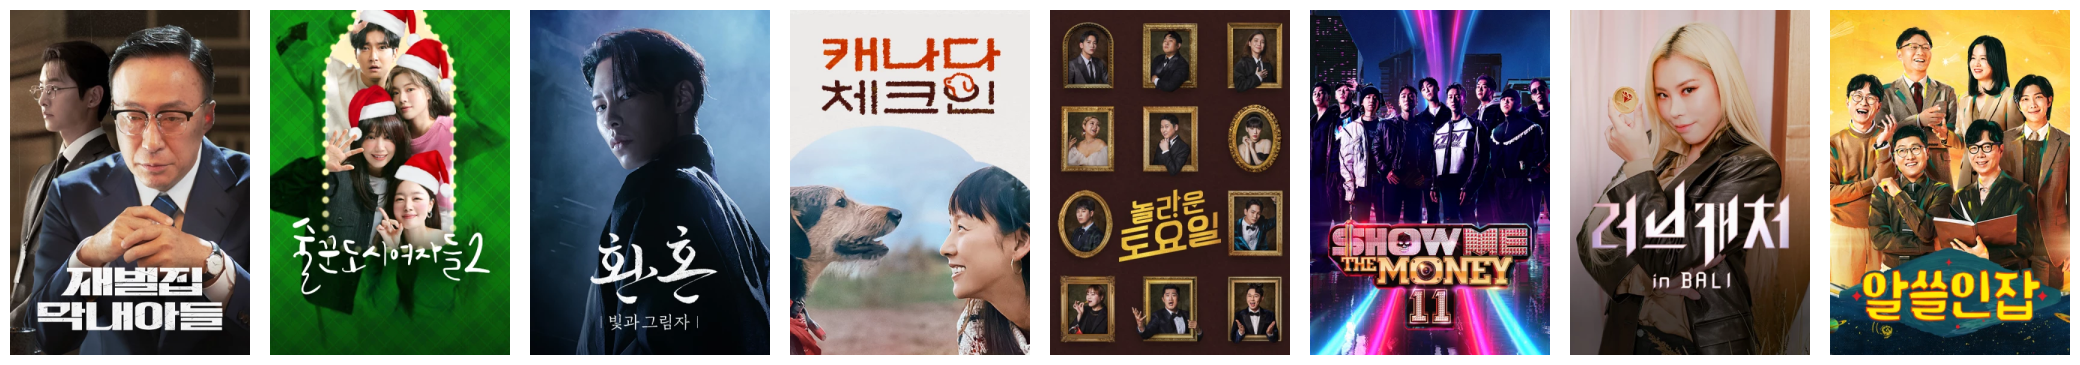 재벌집
막내아들
술꾼도시여자들2
환혼
빛과 그림자
캐나다
체크인
놀라운
토요일
SHOW ME
THE MONEY
11
러브캐처
in BALI
알쓸인잡